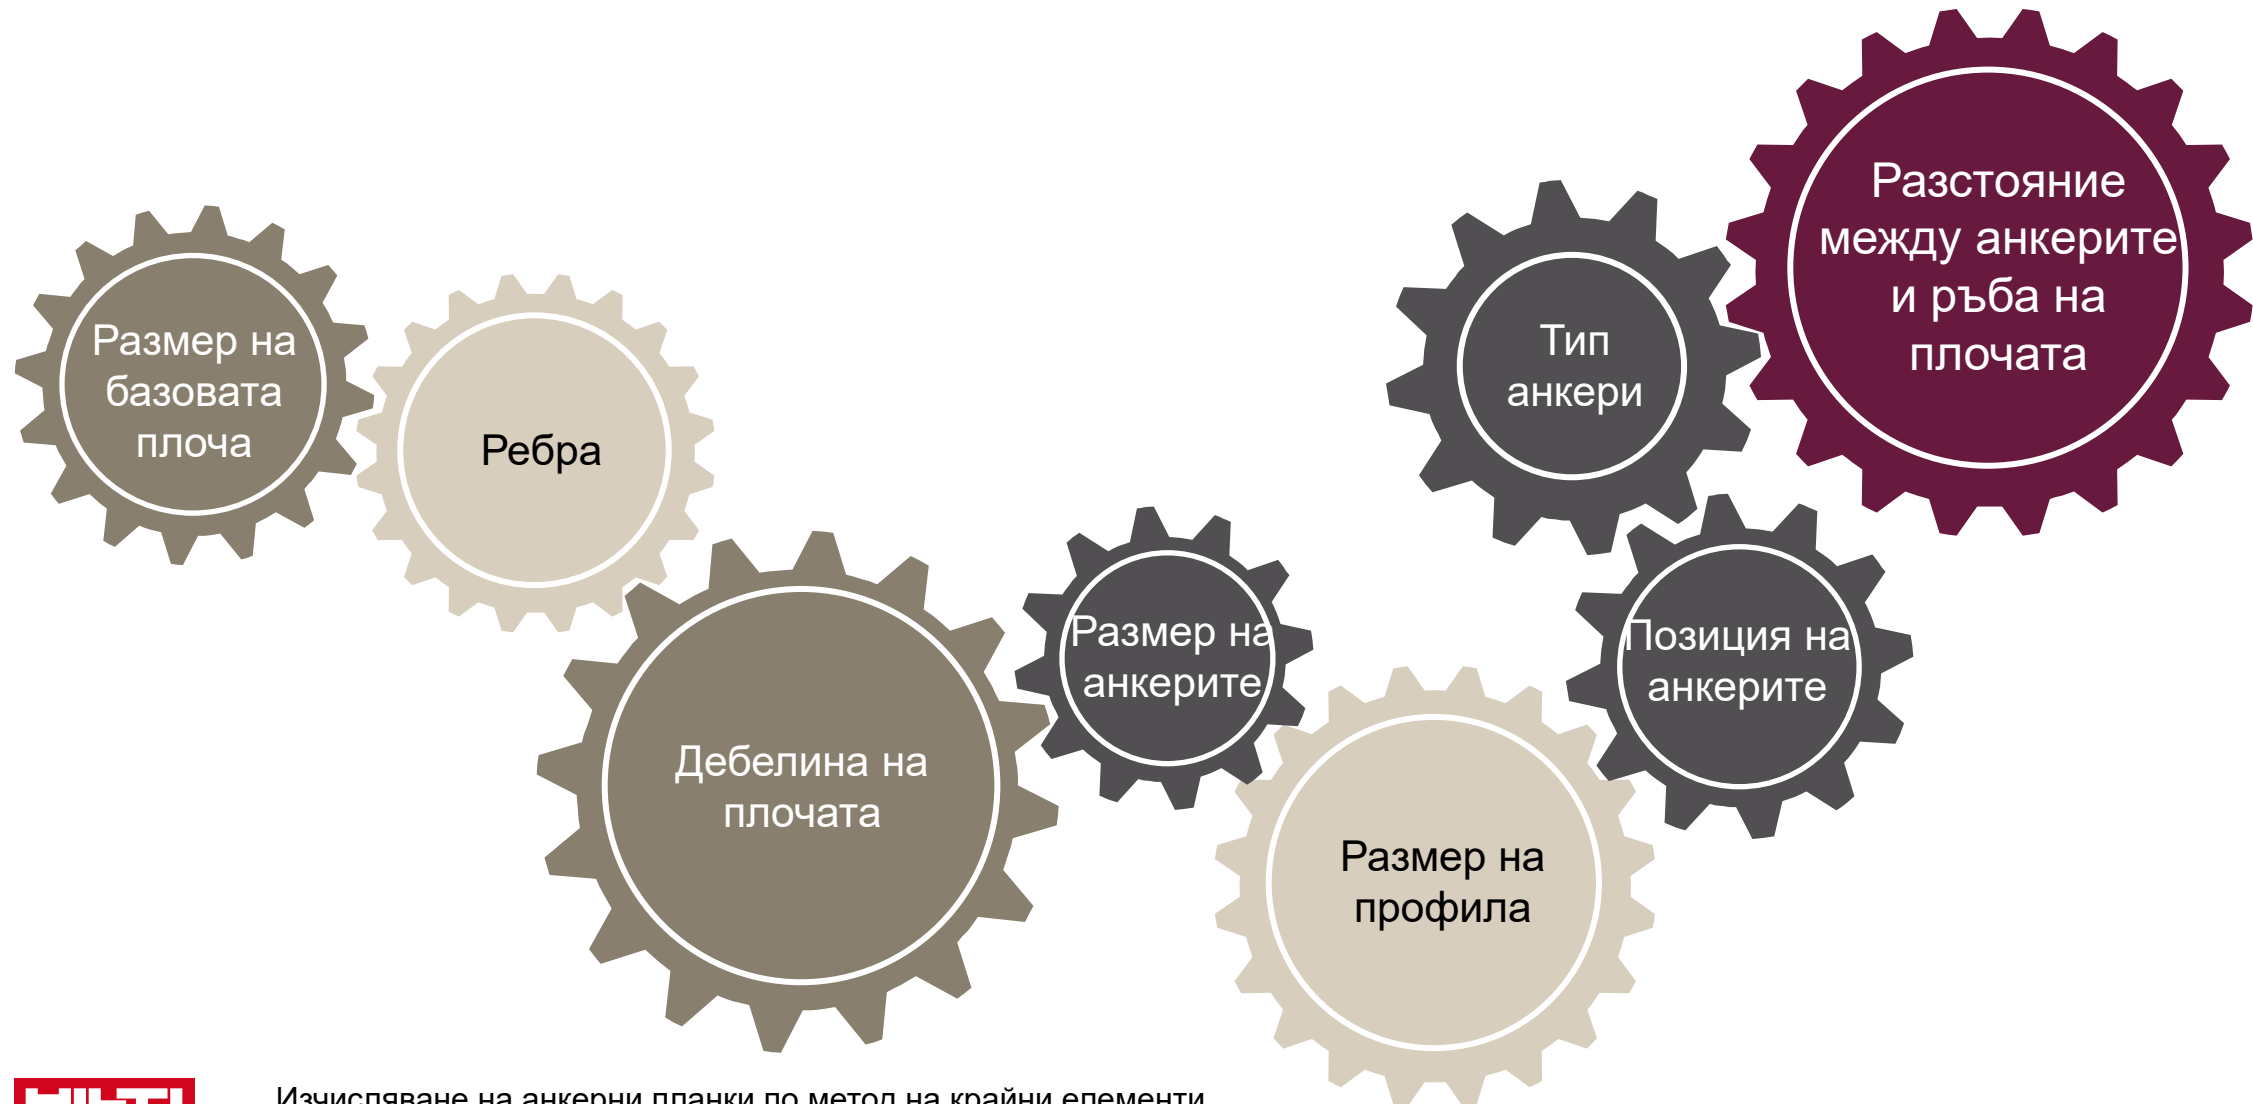 Размер на
базовата
плоча
Ребра
Дебелина на
плочата
Размер на
анкерите
Размер на
профила
Тип
анкери
Позиция на
анкерите
Разстояние
между анкерите
и ръба на
плочата
HILTI
Изчисляване на анкерни планки по метод на крайни елементи